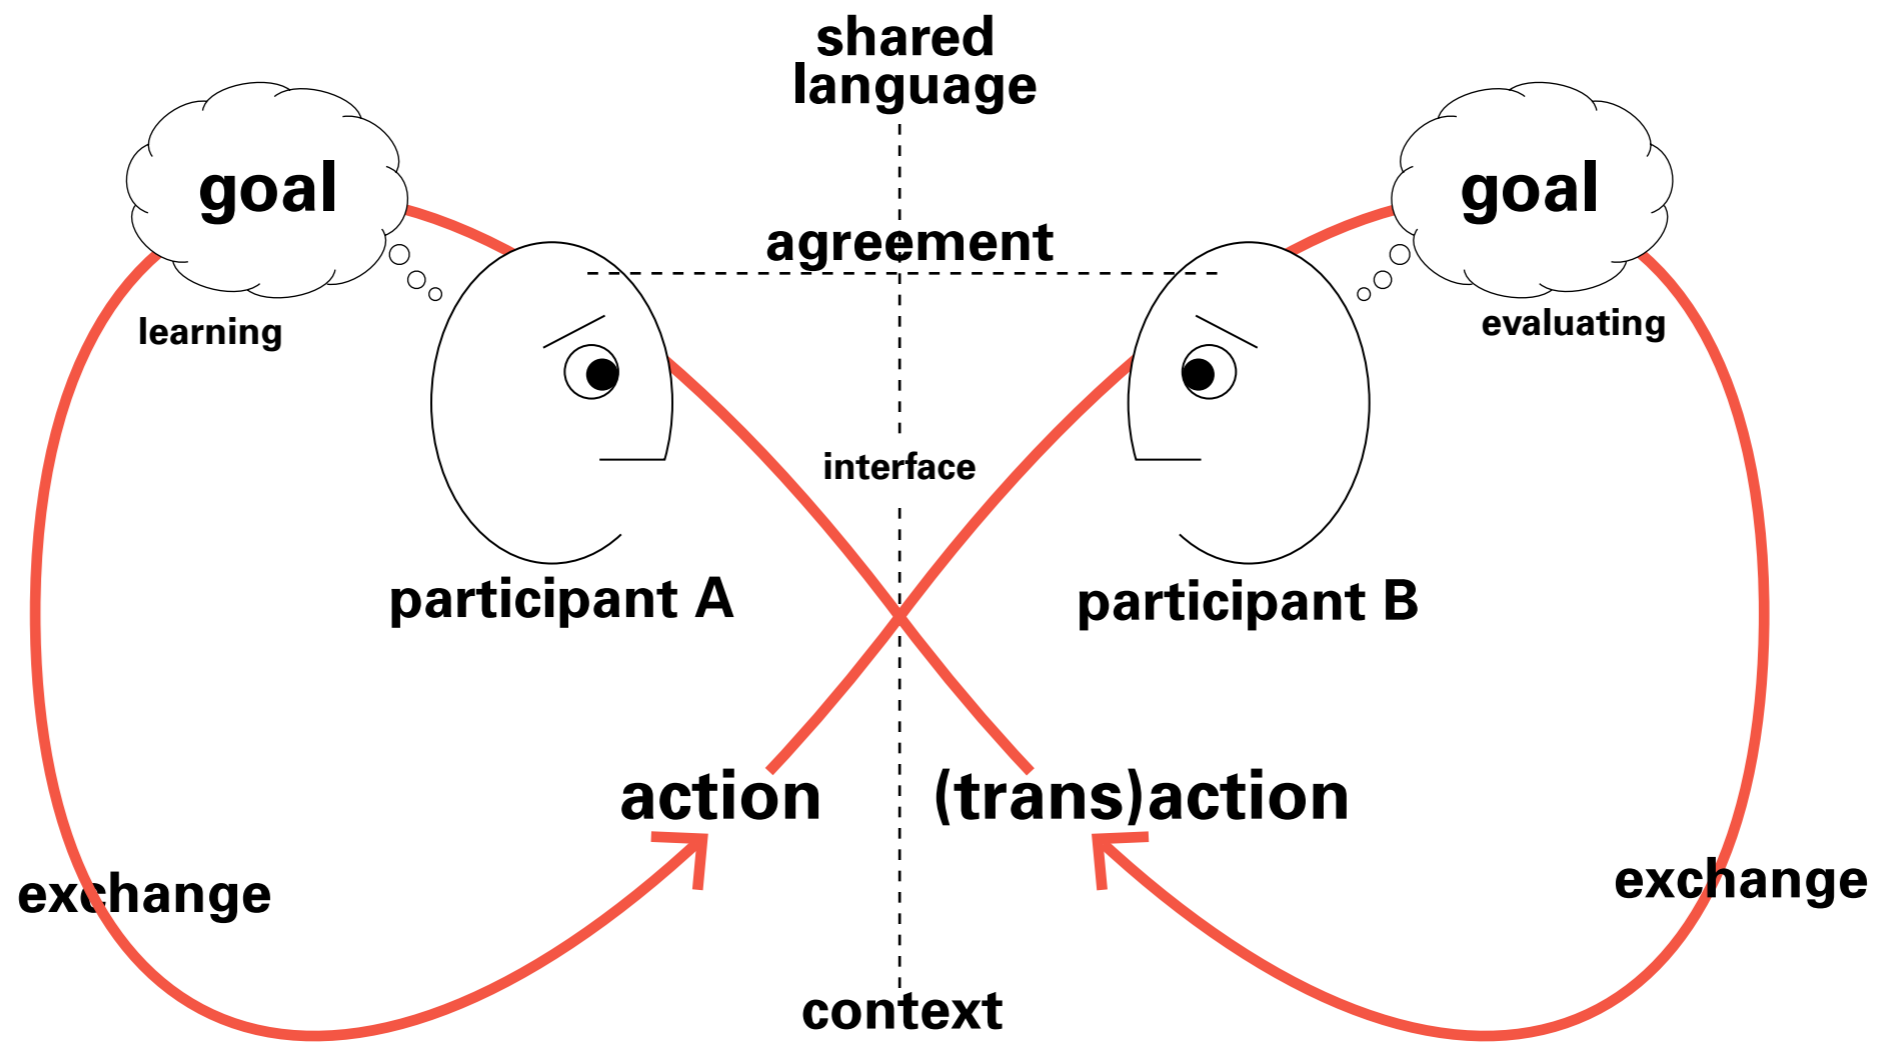 shared
language
goal
goal
agreement
learning
evaluating
interface
participant A
participant B
action
(trans)action
exchange
exchange
context